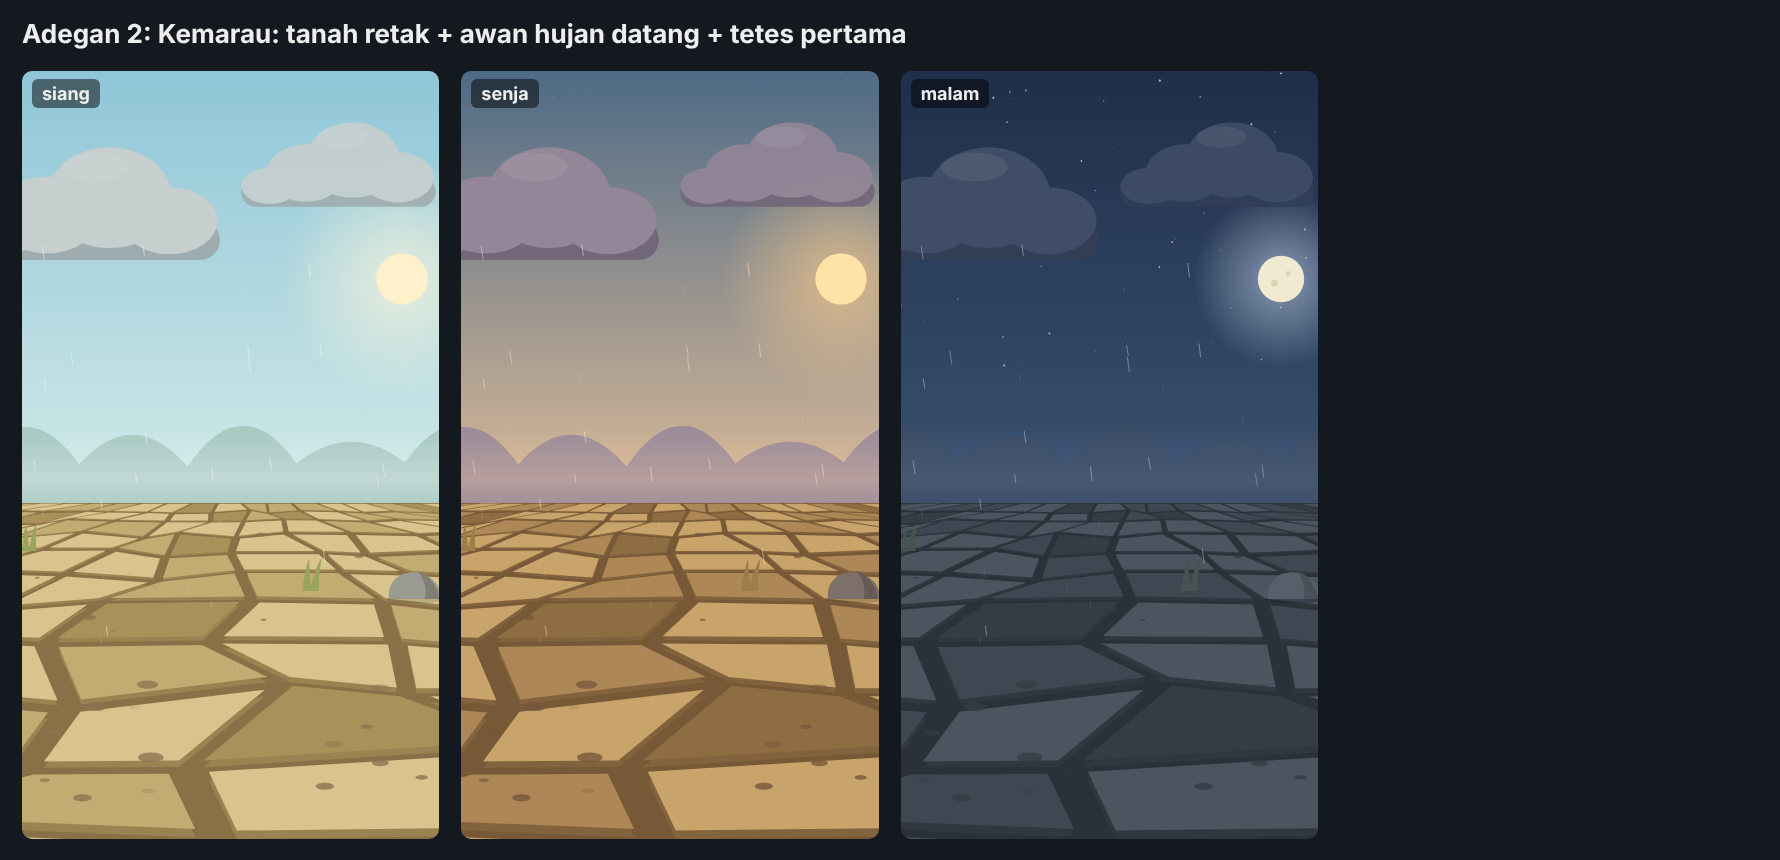 Adegan 2: Kemarau: tanah retak + awan hujan datang + tetes pertama
siang
senja
malam